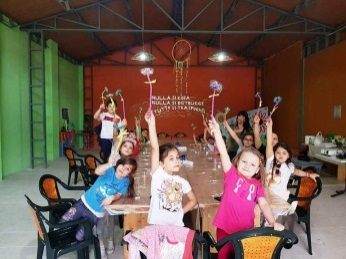 NULLA SI CREA
NULLA SI DISTRUGGE
TUTTO SI TRASFORMA